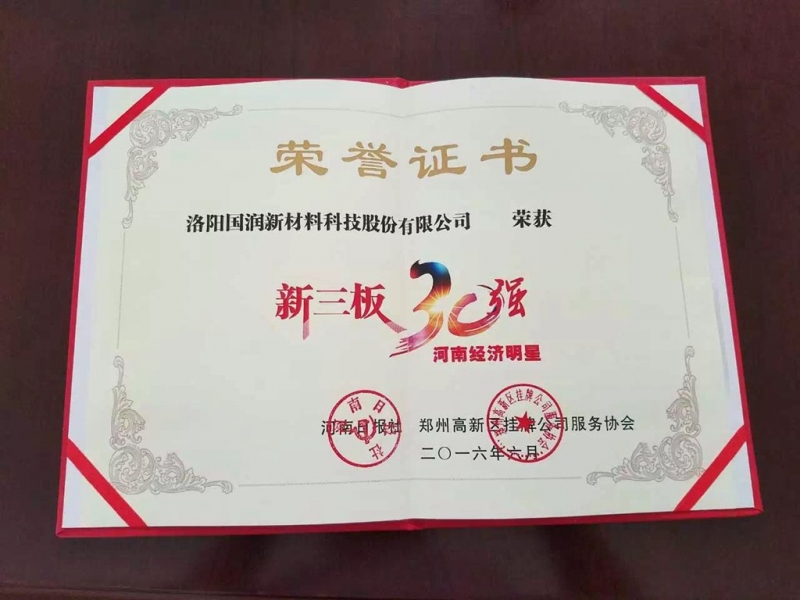 荣誉证书
洛阳国润新材料科技股份有限公司 荣获
新三板30强
河南经济明星
河南日报社 郑州高新区挂牌公司服务协会
二〇一六年六月